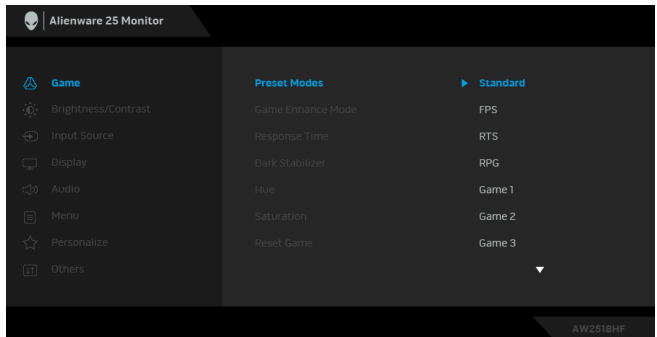 Alienware 25 Monitor
Game Preset Modes Standard
Brightness/Contrast Game Enhance Mode FPS
Input Source Response Time RTS
Display Dark Stabilizer RPG
Audio Hue Game 1
Menu Saturation Game 2
Personalize Reset Game Game 3
Others
AW2518HF